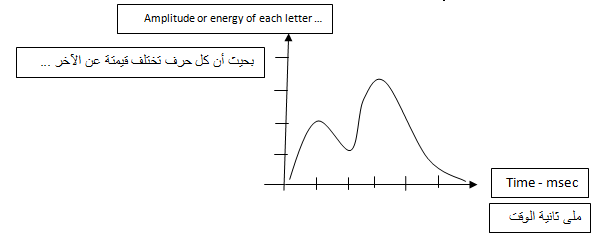 Amplitude or energy of each letter ...
بحيث أن كل حرف تختلف قيمتة عن الآخر ...
Time - msec
ملى ثانية الوقت